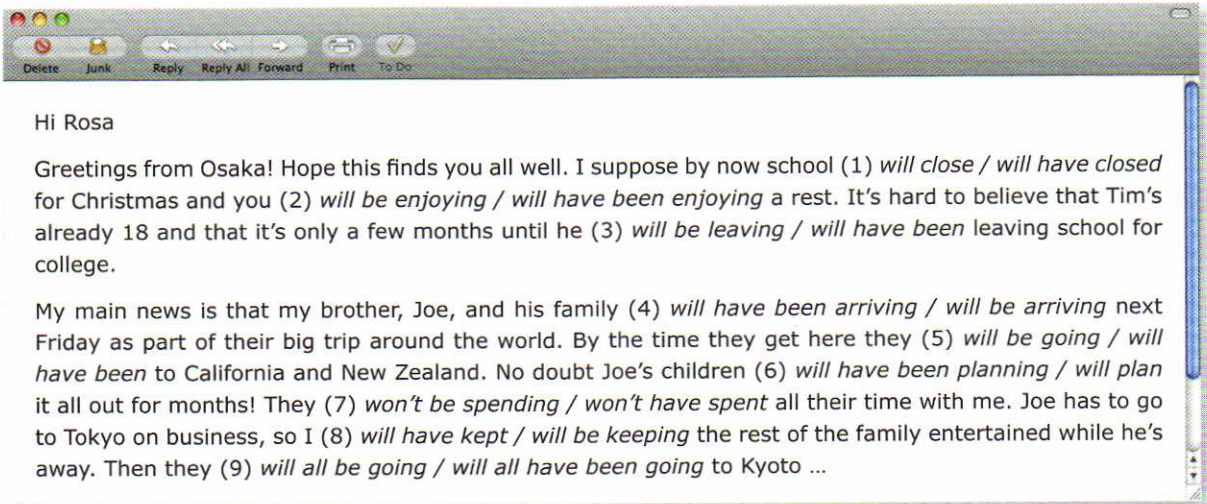 Delete Junk Reply Reply All Forward Print To Do
Hi Rosa
Greetings from Osaka! Hope this finds you all well. I suppose by now school (1) will close / will have closed
for Christmas and you (2) will be enjoying / will have been enjoying a rest. It's hard to believe that Tim's
already 18 and that it's only a few months until he (3) will be leaving / will have been leaving school for
college.
My main news is that my brother, Joe, and his family (4) will have been arriving / will be arriving next
Friday as part of their big trip around the world. By the time they get here they (5) will be going / will
have been to California and New Zealand. No doubt Joe's children (6) will have been planning / will plan
it all out for months! They (7) won't be spending / won't have spent all their time with me. Joe has to go
to Tokyo on business, so I (8) will have kept / will be keeping the rest of the family entertained while he's
away. Then they (9) will all be going / will all have been going to Kyoto ...